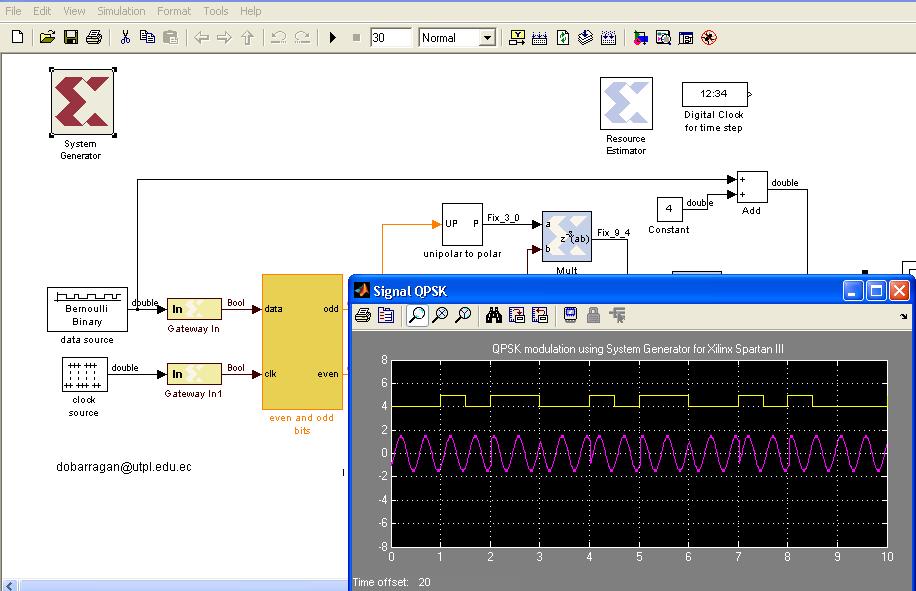 File Edit View Simulation Format Tools Help
30 Normal
System
Generator
Resource
Estimator
12:34
Digital Clock
for time step
+
+
double
Add
4
double
Constant
UP P
Fix_3_0
unipolar to polar
a
b
z⁻⁸(ab)
Fix_9_4
Mult
Bernoulli
Binary
data source
double
In
Bool
Gateway In
data odd
clk even
even and odd
bits
clock
source
double
In
Bool
Gateway In1
dobarragan@utpl.edu.ec
Signal QPSK
QPSK modulation using System Generator for Xilinx Spartan III
8
6
4
2
0
-2
-4
-6
-8
0 1 2 3 4 5 6 7 8 9 10
Time offset: 20